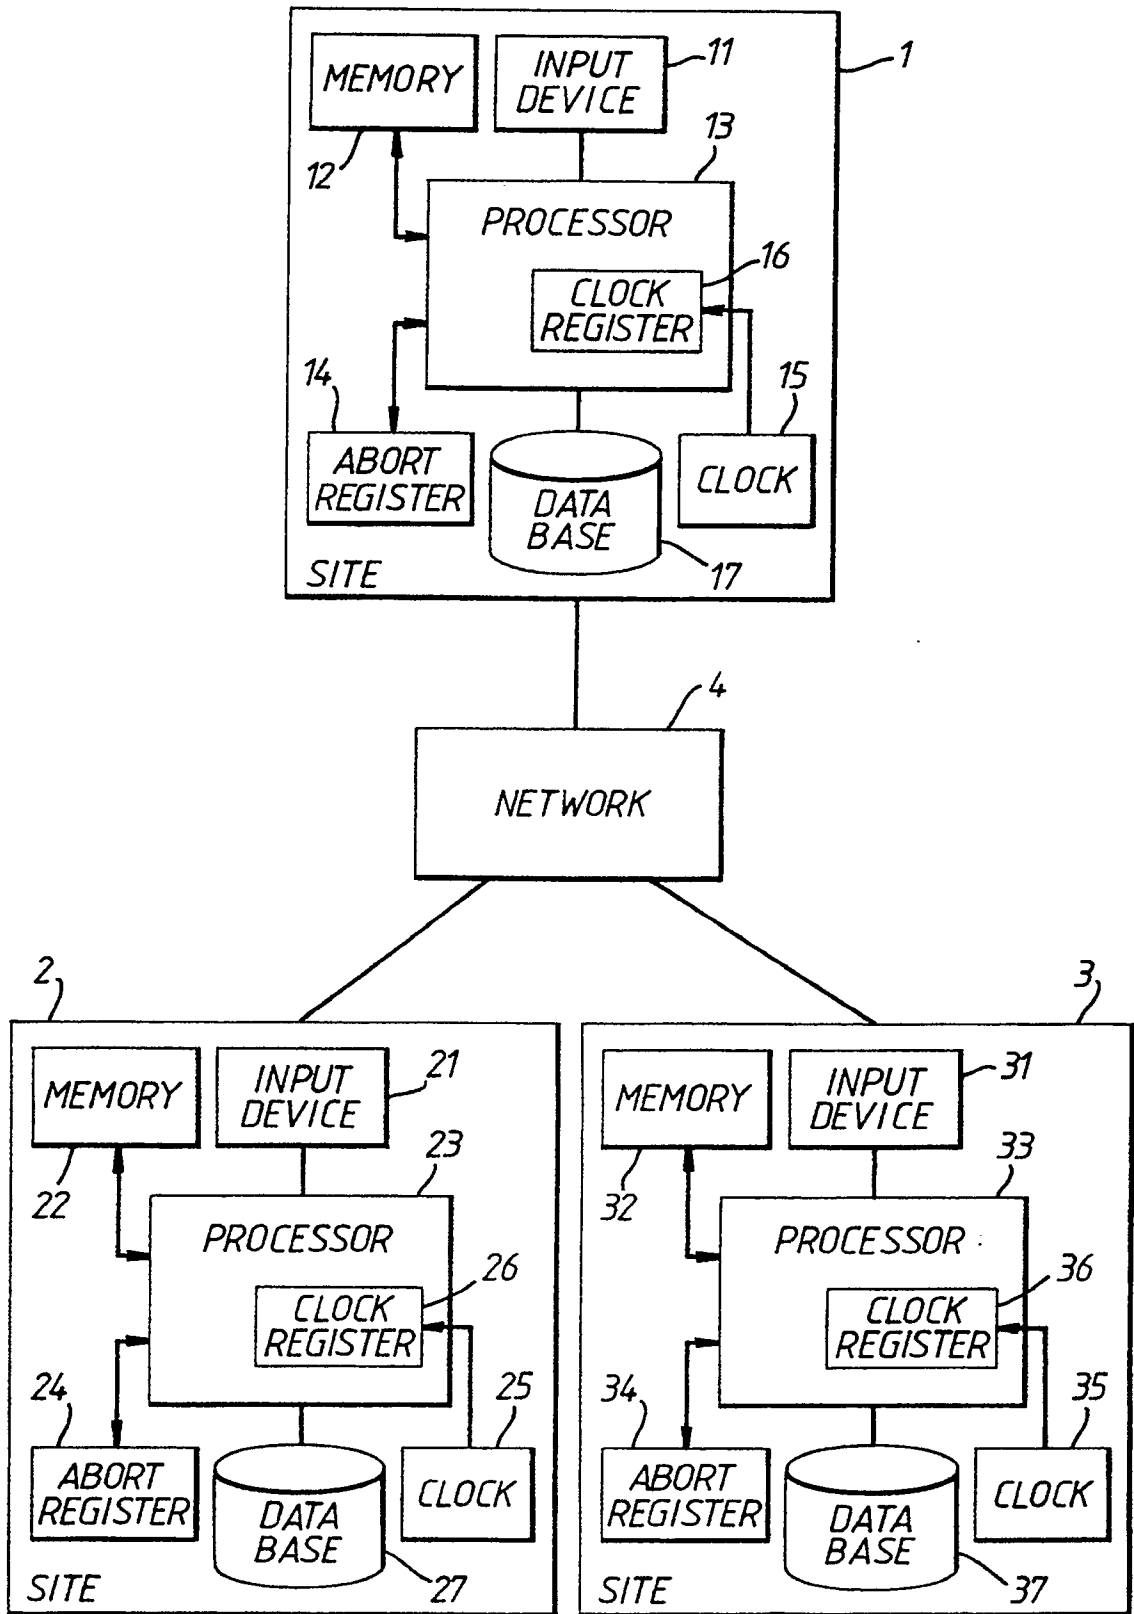 MEMORY
INPUT
DEVICE
11
1
12
13
PROCESSOR
16
CLOCK
REGISTER
14
15
ABORT
REGISTER
DATA
BASE
CLOCK
17
SITE
4
NETWORK
2
MEMORY
INPUT
DEVICE
21
22
23
PROCESSOR
26
CLOCK
REGISTER
24
25
ABORT
REGISTER
DATA
BASE
CLOCK
27
SITE
3
MEMORY
INPUT
DEVICE
31
32
33
PROCESSOR
36
CLOCK
REGISTER
34
35
ABORT
REGISTER
DATA
BASE
CLOCK
37
SITE